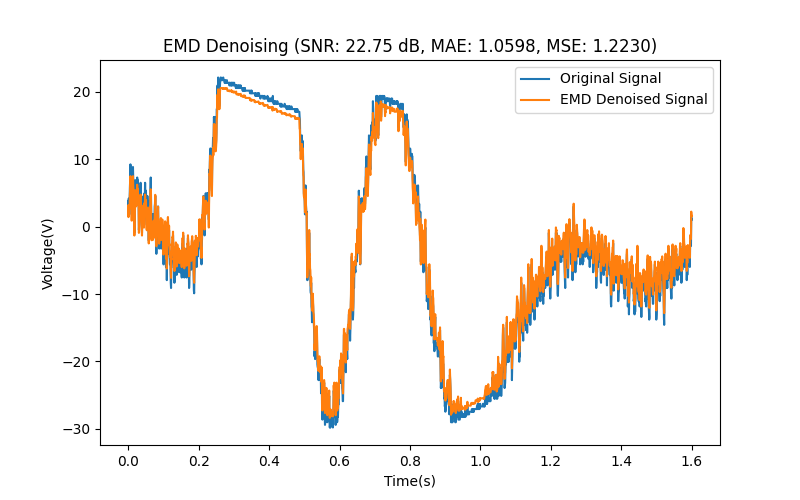 EMD Denoising (SNR: 22.75 dB, MAE: 1.0598, MSE: 1.2230)
Original Signal
EMD Denoised Signal
Voltage(V)
20
10
0
−10
−20
−30
0.0 0.2 0.4 0.6 0.8 1.0 1.2 1.4 1.6
Time(s)